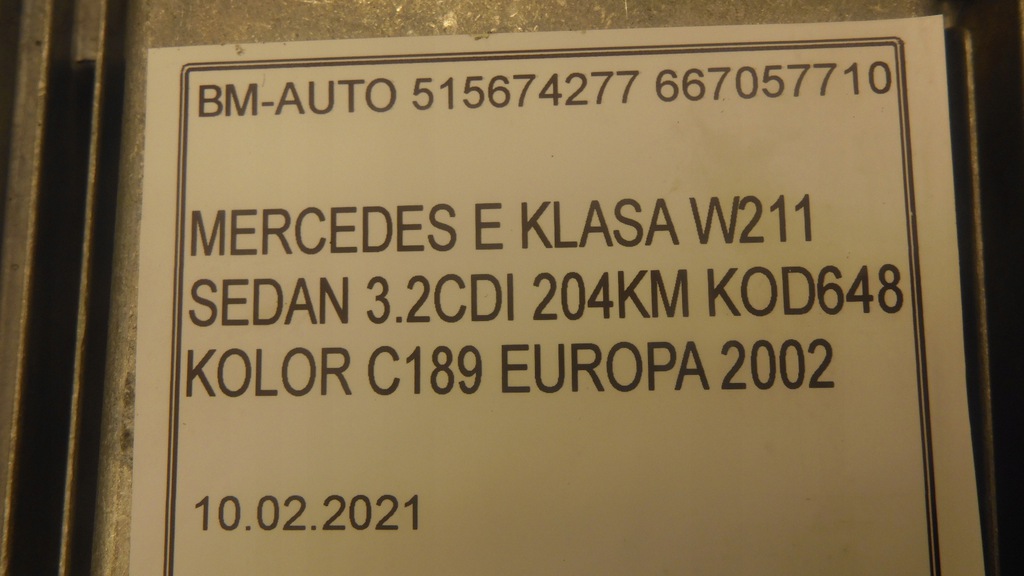 BM-AUTO 515674277 667057710
MERCEDES E KLASA W211
SEDAN 3.2CDI 204KM KOD648
KOLOR C189 EUROPA 2002
10.02.2021